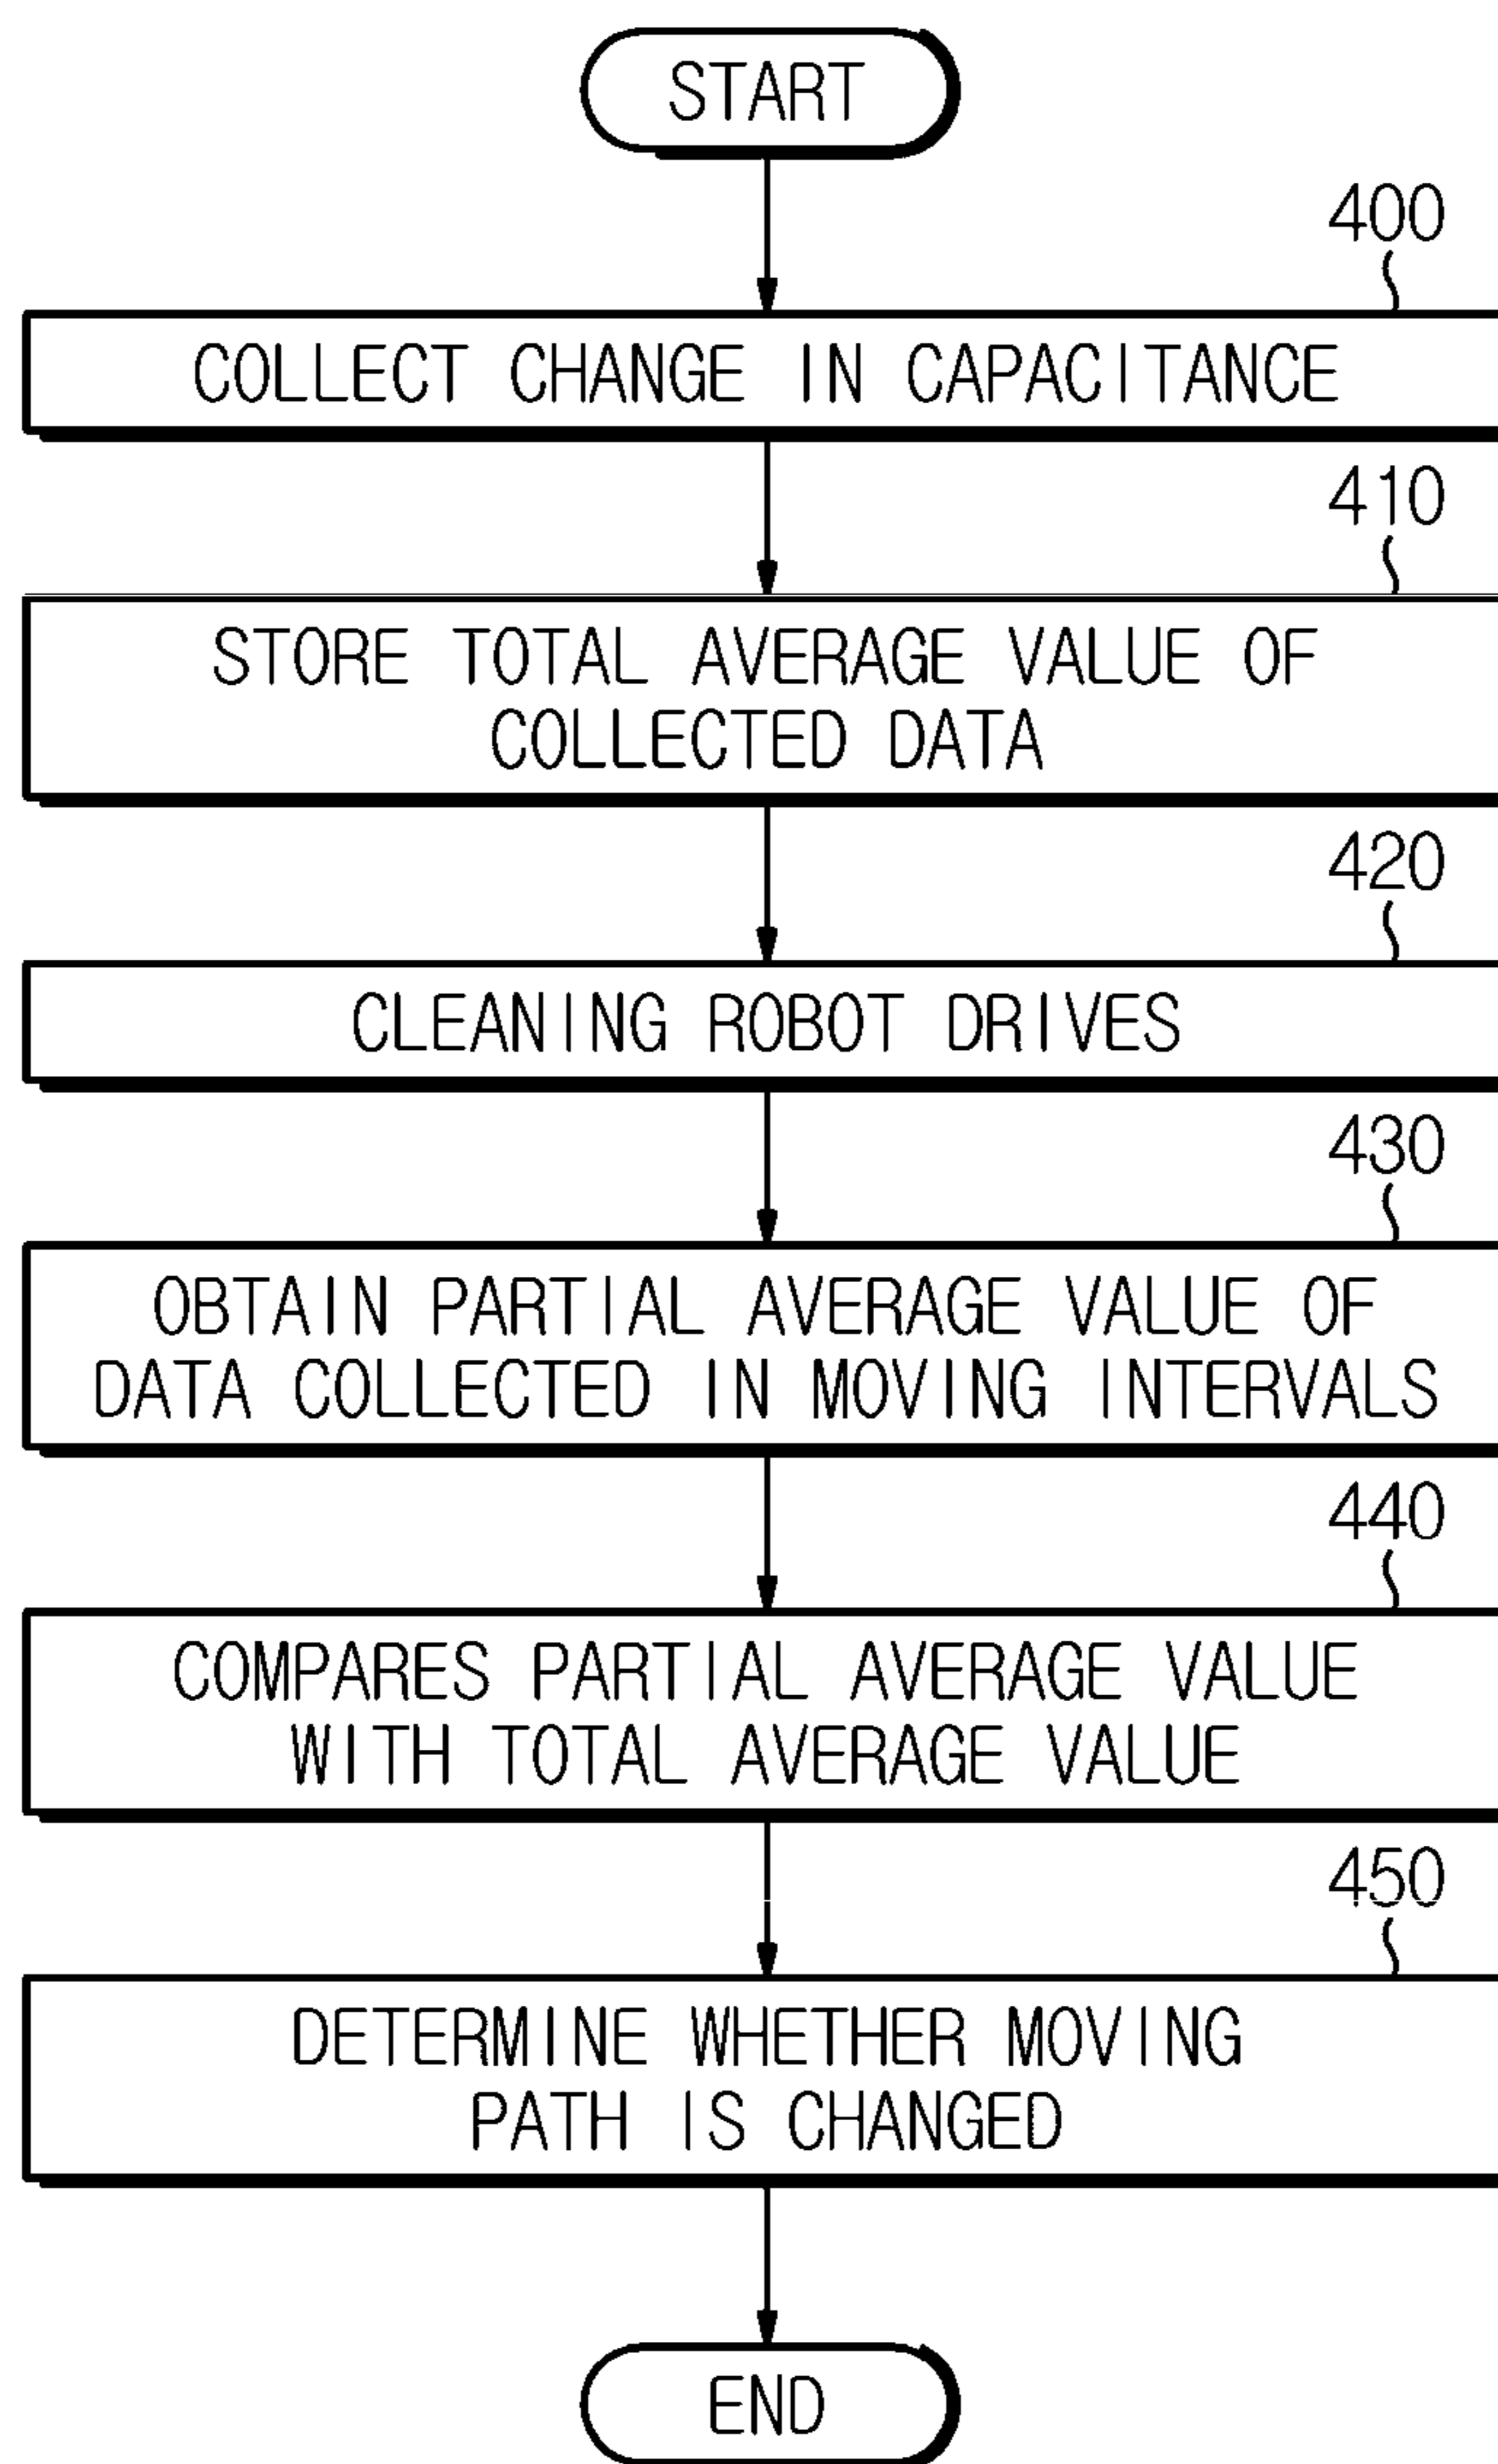 START
400
COLLECT CHANGE IN CAPACITANCE
410
STORE TOTAL AVERAGE VALUE OF
COLLECTED DATA
420
CLEANING ROBOT DRIVES
430
OBTAIN PARTIAL AVERAGE VALUE OF
DATA COLLECTED IN MOVING INTERVALS
440
COMPARES PARTIAL AVERAGE VALUE
WITH TOTAL AVERAGE VALUE
450
DETERMINE WHETHER MOVING
PATH IS CHANGED
END